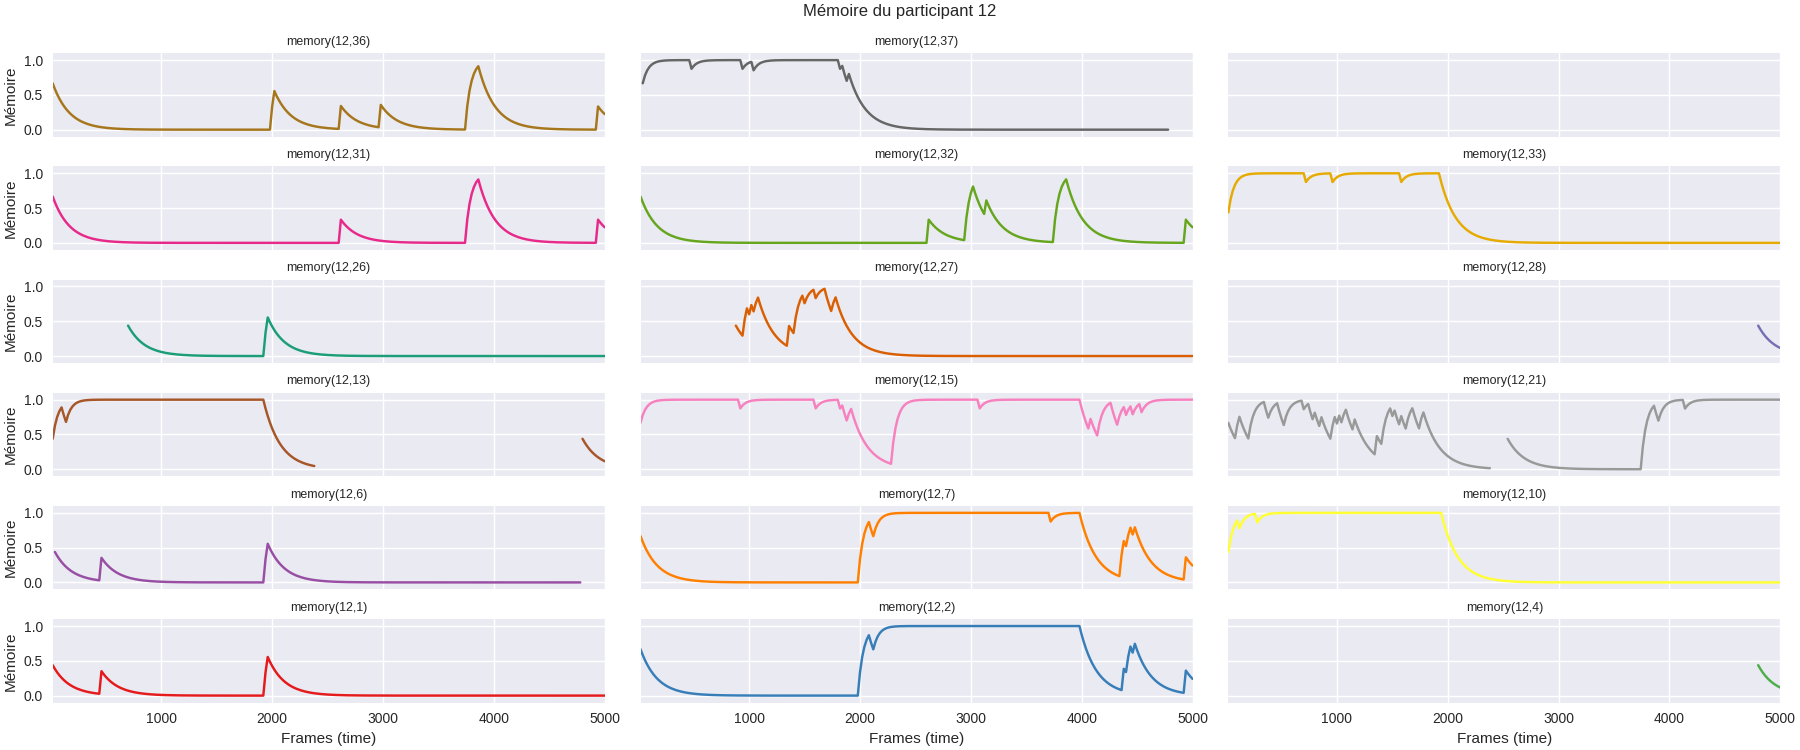 Mémoire du participant 12
memory(12,36) memory(12,37)
Mémoire 1.0 0.5 0.0
memory(12,31) memory(12,32) memory(12,33)
Mémoire 1.0 0.5 0.0
memory(12,26) memory(12,27) memory(12,28)
Mémoire 1.0 0.5 0.0
memory(12,13) memory(12,15) memory(12,21)
Mémoire 1.0 0.5 0.0
memory(12,6) memory(12,7) memory(12,10)
Mémoire 1.0 0.5 0.0
memory(12,1) memory(12,2) memory(12,4)
Mémoire 1.0 0.5 0.0
1000 2000 3000 4000 5000 1000 2000 3000 4000 5000 1000 2000 3000 4000 5000
Frames (time) Frames (time) Frames (time)